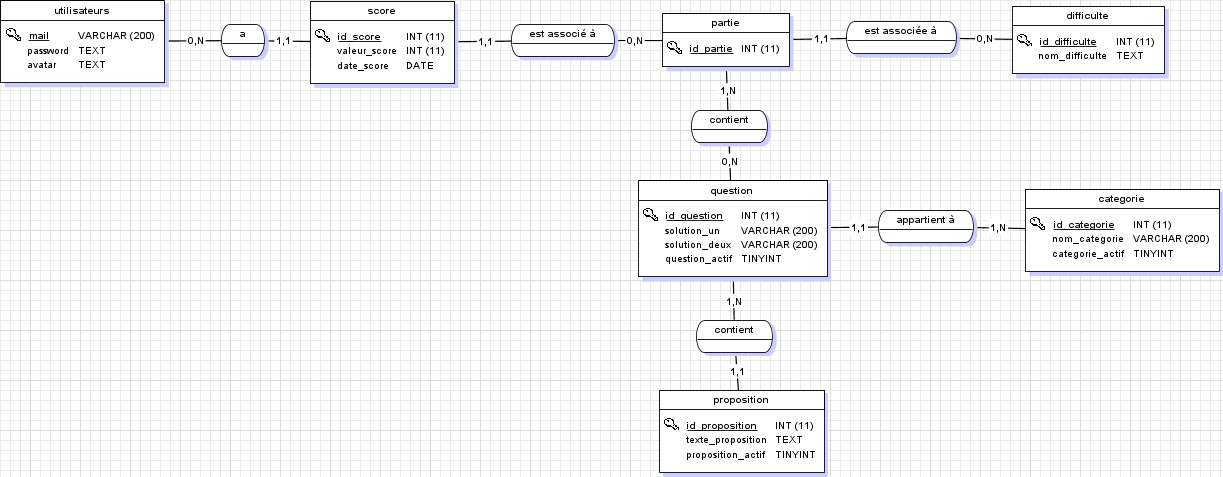 utilisateurs
mail VARCHAR (200)
password TEXT
avatar TEXT
0,N
a
1,1
score
id_score INT (11)
valeur_score INT (11)
date_score DATE
1,1
est associé à
0,N
partie
id_partie INT (11)
1,1
est associée à
0,N
difficulte
id_difficulte INT (11)
nom_difficulte TEXT
1,N
contient
0,N
question
id_question INT (11)
solution_un VARCHAR (200)
solution_deux VARCHAR (200)
question_actif TINYINT
1,1
appartient à
1,N
categorie
id_categorie INT (11)
nom_categorie VARCHAR (200)
categorie_actif TINYINT
1,N
contient
1,1
proposition
id_proposition INT (11)
texte_proposition TEXT
proposition_actif TINYINT